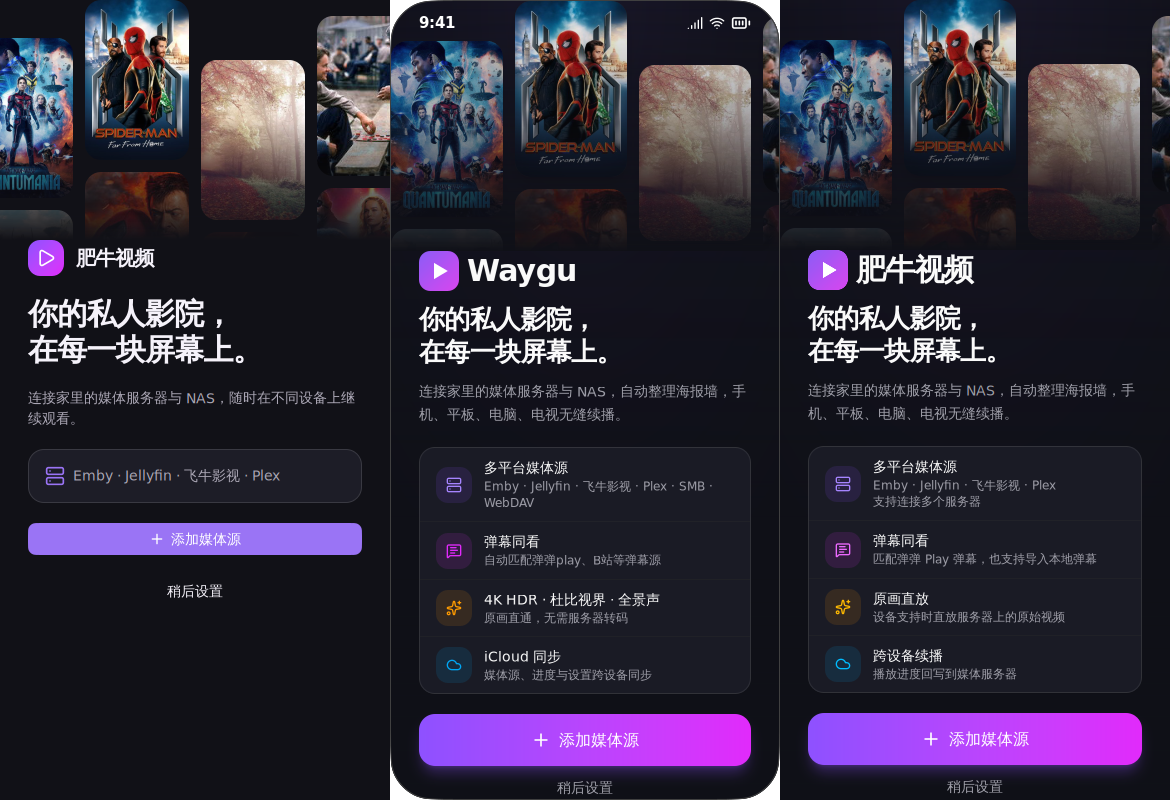 NTUMANIA
SPIDER-MAN
Far From Home
肥牛视频
你的私人影院，
在每一块屏幕上。
连接家里的媒体服务器与 NAS，随时在不同设备上继
续观看。
Emby · Jellyfin · 飞牛影视 · Plex
添加媒体源
稍后设置
9:41
QUANTUMANIA
SPIDER-MAN
Far From Home
Waygu
你的私人影院，
在每一块屏幕上。
连接家里的媒体服务器与 NAS，自动整理海报墙，手
机、平板、电脑、电视无缝续播。
多平台媒体源
Emby · Jellyfin · 飞牛影视 · Plex · SMB ·
WebDAV
弹幕同看
自动匹配弹弹play、B站等弹幕源
4K HDR · 杜比视界 · 全景声
原画直通，无需服务器转码
iCloud 同步
媒体源、进度与设置跨设备同步
添加媒体源
稍后设置
QUANTUMANIA
SPIDER-MAN
Far From Home
肥牛视频
你的私人影院，
在每一块屏幕上。
连接家里的媒体服务器与 NAS，自动整理海报墙，手
机、平板、电脑、电视无缝续播。
多平台媒体源
Emby · Jellyfin · 飞牛影视 · Plex
支持连接多个服务器
弹幕同看
匹配弹弹 Play 弹幕，也支持导入本地弹幕
原画直放
设备支持时直放服务器上的原始视频
跨设备续播
播放进度回写到媒体服务器
添加媒体源
稍后设置